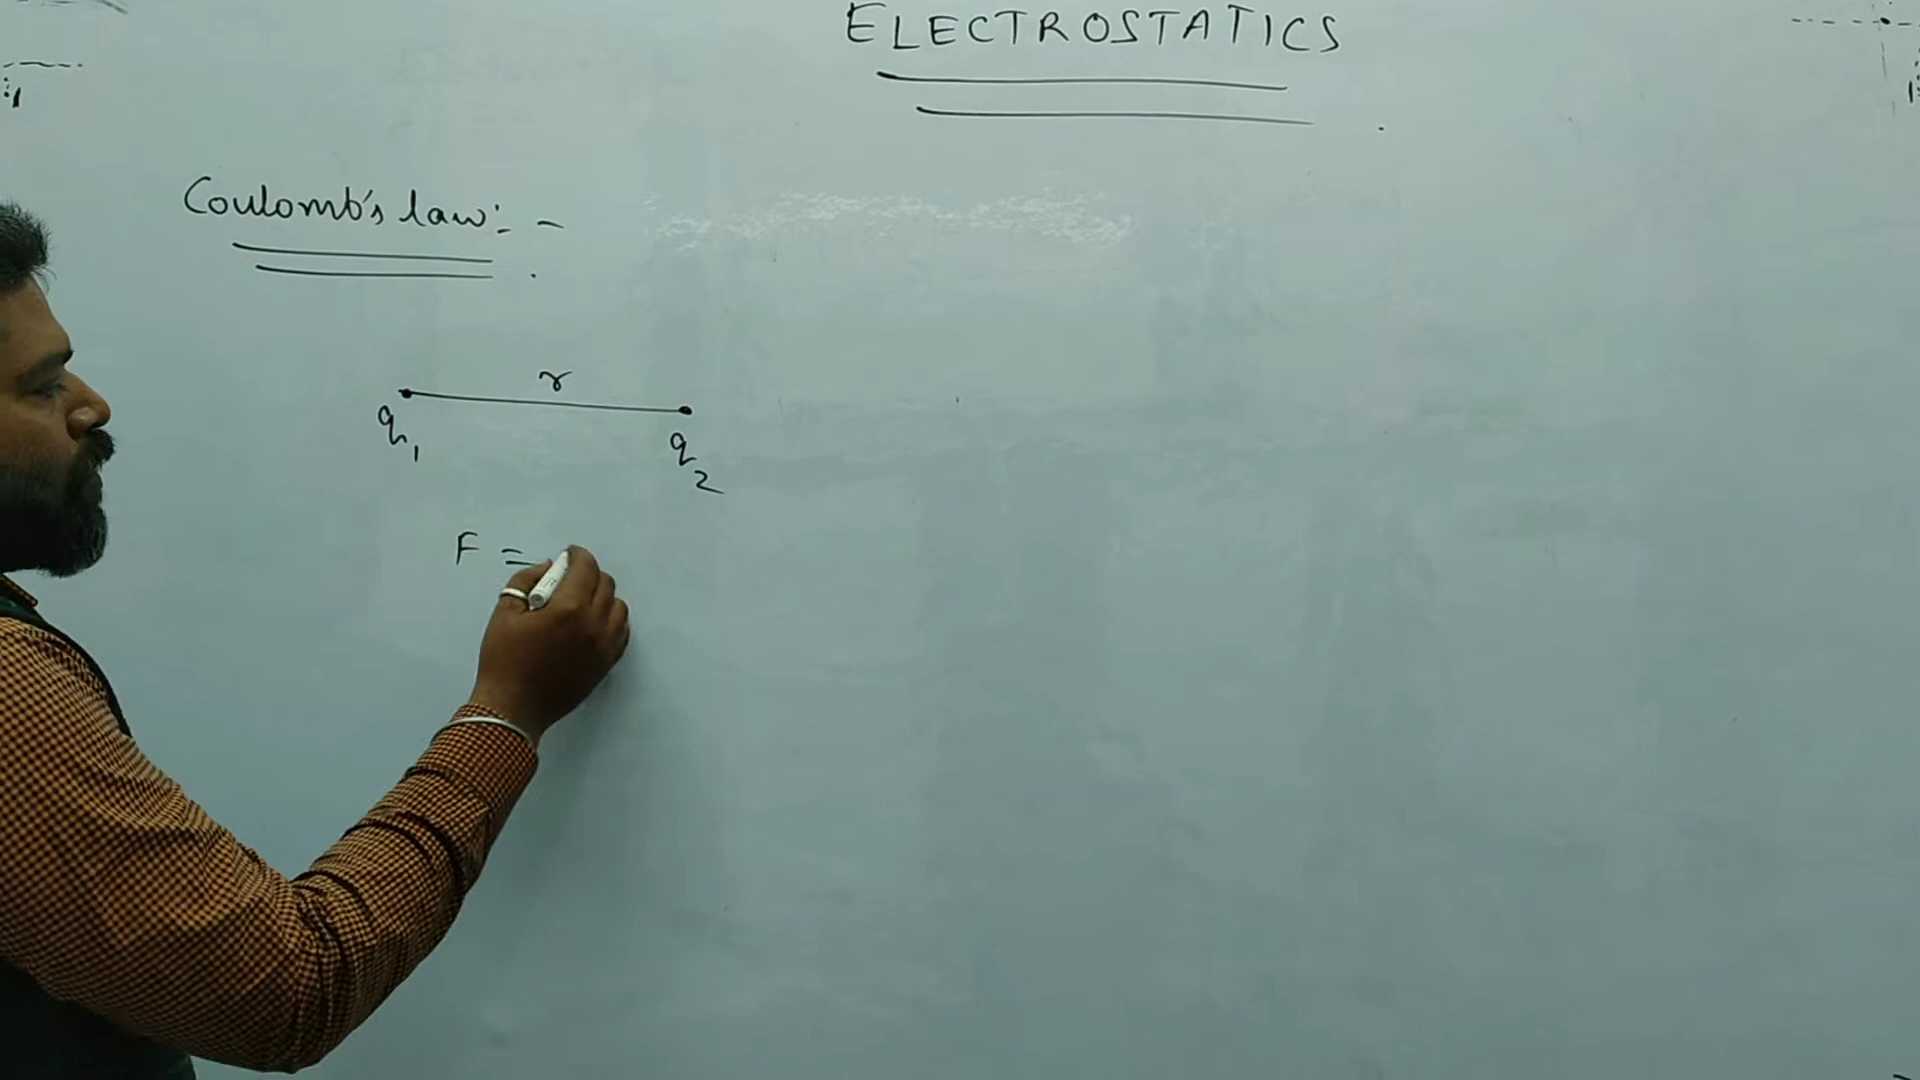 ELECTROSTATICS
Coulomb's law:-
r
q1
q2
F =